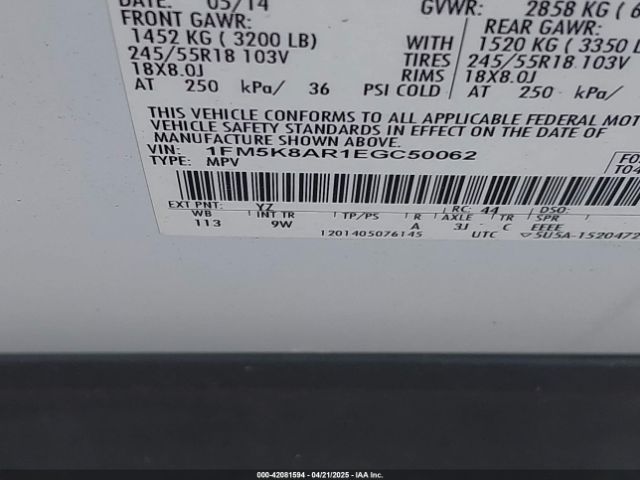 DATE: 05/14 GVWR: 2858 KG (6
FRONT GAWR: REAR GAWR:
1452 KG ( 3200 LB) WITH 1520 KG ( 3350 L
245/55R18 103V TIRES 245/55R18 103V
18X8.0J RIMS 18X8.0J
AT 250 kPa/ 36 PSI COLD AT 250 kPa/
THIS VEHICLE CONFORMS TO ALL APPLICABLE FEDERAL MOT
VEHICLE SAFETY STANDARDS IN EFFECT ON THE DATE OF
MANUFACTURE SHOWN ABOVE.
VIN: 1FM5K8AR1EGC50062
TYPE: MPV
FO
T04
EXT PNT: YZ RC: 44 DSO:
WB INT TR TP/PS R AXLE TR SPR
113 9W A 3J C EEEE
1201405076145 UTC ▽5U5A-1520472
000-42081594 - 04/21/2025 - IAA Inc.